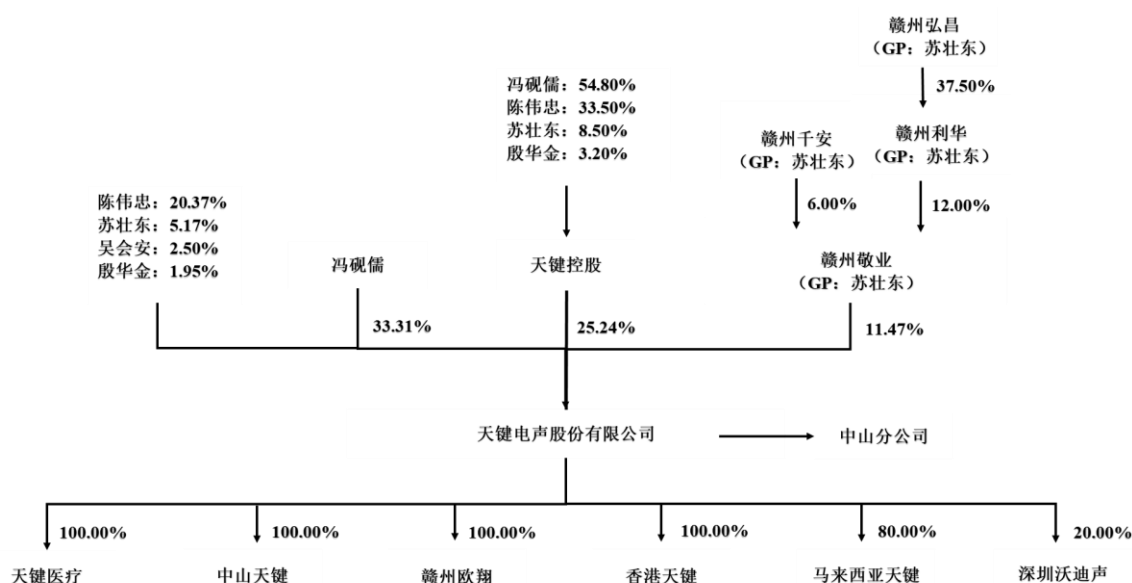 赣州弘昌
（GP：苏壮东）
37.50%
冯砚儒：54.80%
陈伟忠：33.50%
苏壮东：8.50%
殷华金：3.20%
赣州千安
（GP：苏壮东）
赣州利华
（GP：苏壮东）
6.00%
12.00%
陈伟忠：20.37%
苏壮东：5.17%
吴会安：2.50%
殷华金：1.95%
冯砚儒
天键控股
赣州敬业
（GP：苏壮东）
33.31%
25.24%
11.47%
天键电声股份有限公司
中山分公司
100.00%
100.00%
100.00%
100.00%
80.00%
20.00%
天键医疗
中山天键
赣州欧翔
香港天键
马来西亚天键
深圳沃迪声